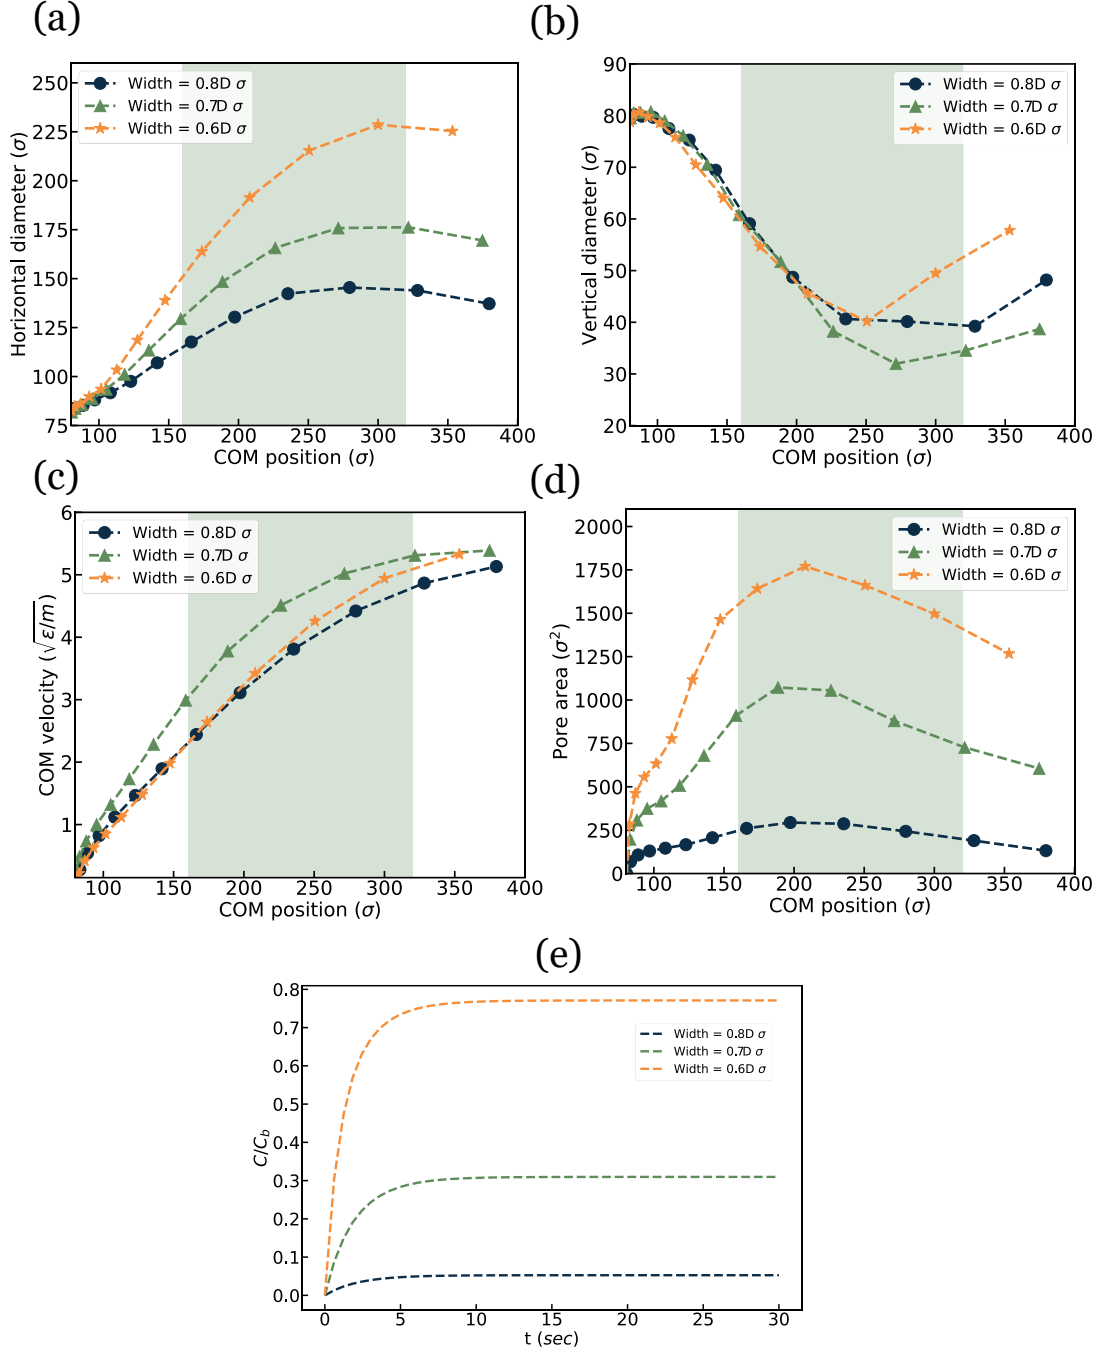 (a)
250
225
200
175
150
125
100
75
100
150
200
250
300
350
400
Horizontal diameter (σ)
COM position (σ)
Width = 0.8D σ
Width = 0.7D σ
Width = 0.6D σ
(b)
90
80
70
60
50
40
30
20
100
150
200
250
300
350
400
Vertical diameter (σ)
COM position (σ)
Width = 0.8D σ
Width = 0.7D σ
Width = 0.6D σ
(c)
6
5
4
3
2
1
100
150
200
250
300
350
400
COM velocity (√ε/m)
COM position (σ)
Width = 0.8D σ
Width = 0.7D σ
Width = 0.6D σ
(d)
2000
1750
1500
1250
1000
750
500
250
0
100
150
200
250
300
350
400
Pore area (σ²)
COM position (σ)
Width = 0.8D σ
Width = 0.7D σ
Width = 0.6D σ
(e)
0.8
0.7
0.6
0.5
0.4
0.3
0.2
0.1
0.0
0
5
10
15
20
25
30
C/C_b
t (sec)
Width = 0.8D σ
Width = 0.7D σ
Width = 0.6D σ